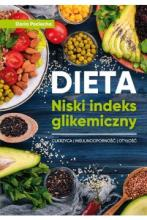 Daria Pociecha
DIETA
Niski indeks
glikemiczny
CUKRZYCA | INSULINOOPORNOŚĆ | OTYŁOŚĆ